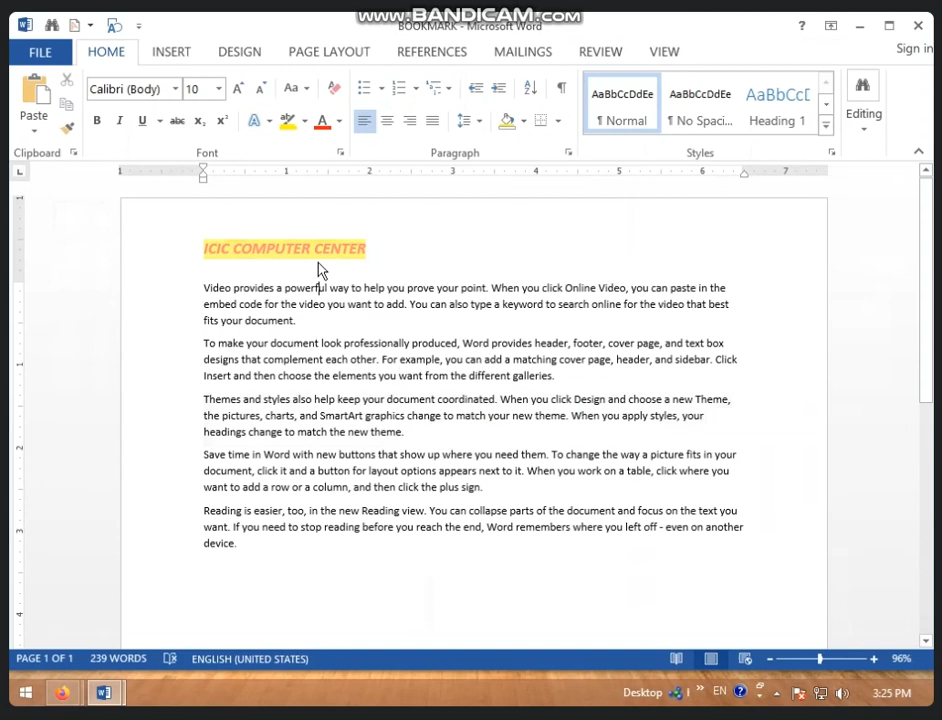 www.BANDICAM.com
BOOKMARK - Microsoft Word
Sign in
FILE HOME INSERT DESIGN PAGE LAYOUT REFERENCES MAILINGS REVIEW VIEW
Calibri (Body) 10 Aa
AaBbCcDdEe AaBbCcDdEe AaBbCcDc
Paste
B I U abc x₂ x² A ab A
¶ Normal ¶ No Spaci... Heading 1
Editing
Clipboard Font Paragraph Styles
1 1 2 3 4 5 6 7
ICIC COMPUTER CENTER
Video provides a powerful way to help you prove your point. When you click Online Video, you can paste in the
embed code for the video you want to add. You can also type a keyword to search online for the video that best
fits your document.
To make your document look professionally produced, Word provides header, footer, cover page, and text box
designs that complement each other. For example, you can add a matching cover page, header, and sidebar. Click
Insert and then choose the elements you want from the different galleries.
Themes and styles also help keep your document coordinated. When you click Design and choose a new Theme,
the pictures, charts, and SmartArt graphics change to match your new theme. When you apply styles, your
headings change to match the new theme.
Save time in Word with new buttons that show up where you need them. To change the way a picture fits in your
document, click it and a button for layout options appears next to it. When you work on a table, click where you
want to add a row or a column, and then click the plus sign.
Reading is easier, too, in the new Reading view. You can collapse parts of the document and focus on the text you
want. If you need to stop reading before you reach the end, Word remembers where you left off - even on another
device.
PAGE 1 OF 1 239 WORDS ENGLISH (UNITED STATES) 96%
Desktop EN 3:25 PM